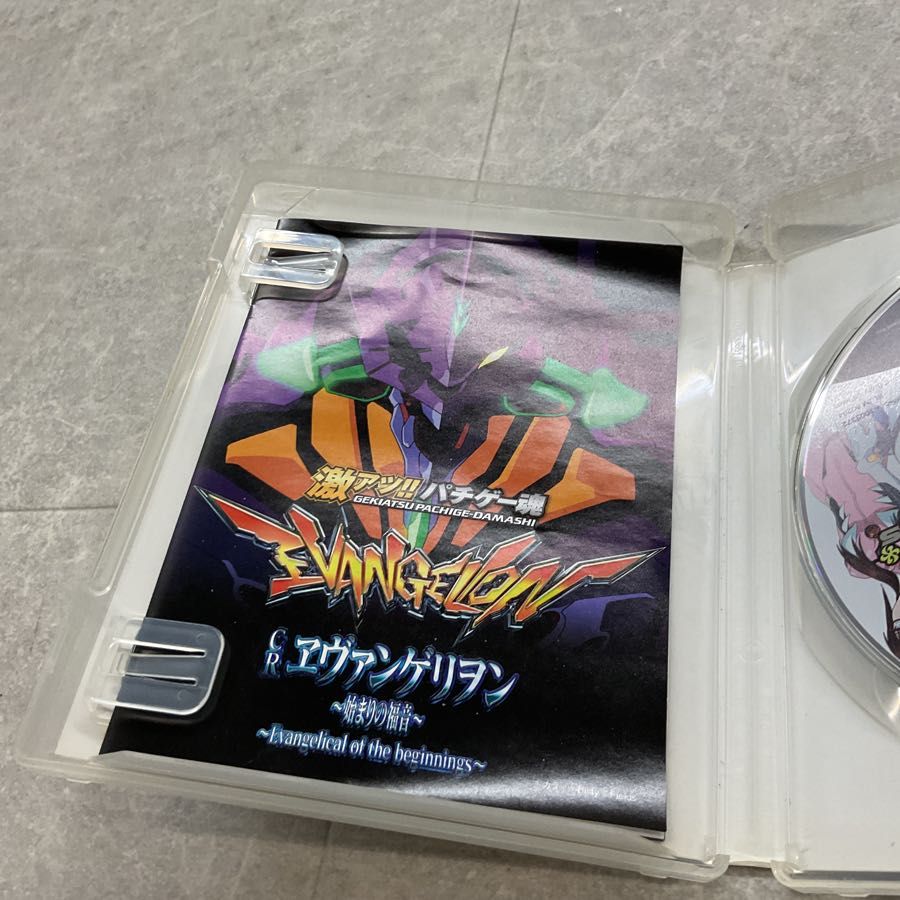 激アツ!! パチゲー魂
GEKIATSU PACHIGE-DAMASHI
EVANGELION
CR ヱヴァンゲリヲン
~始まりの福音~
~Evangelical of the beginnings~